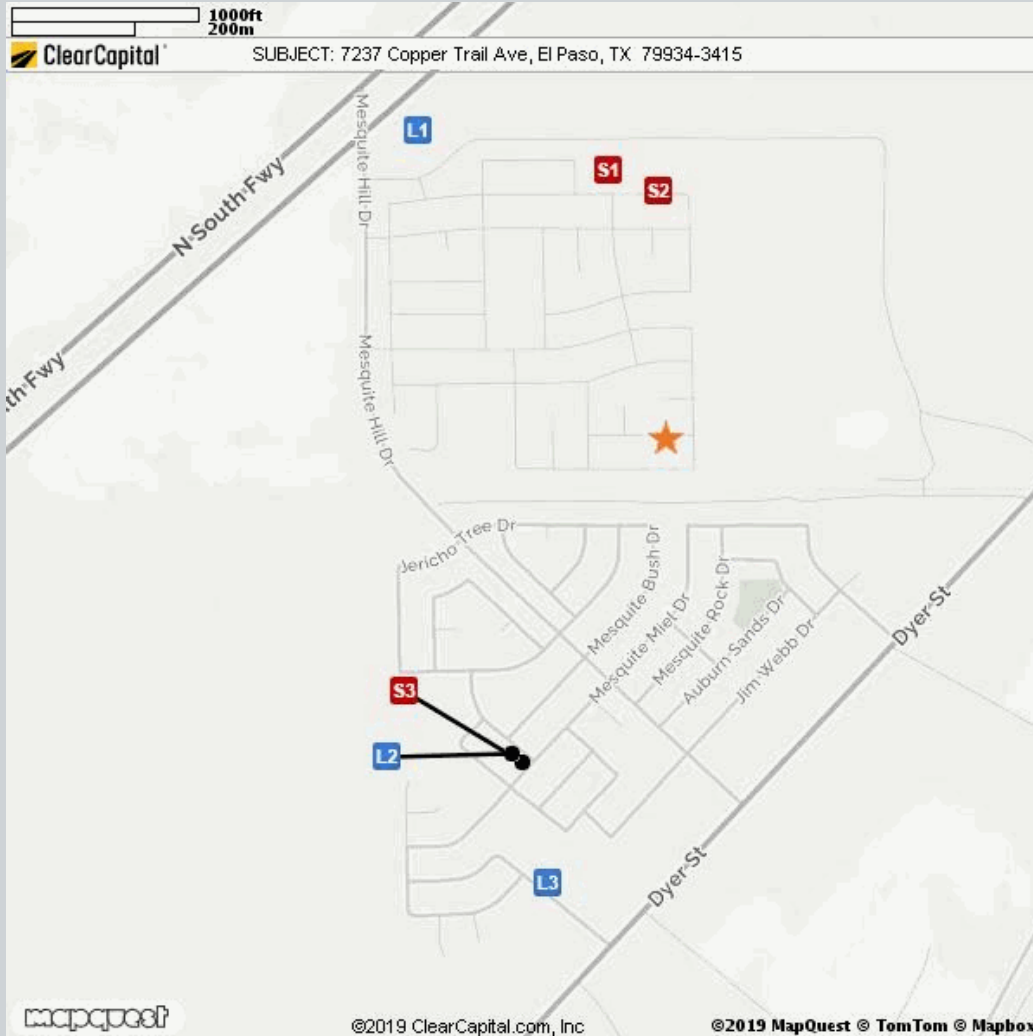 1000ft
200m
ClearCapital
SUBJECT: 7237 Copper Trail Ave, El Paso, TX 79934-3415
Mesquite Hill Dr
L1
S1
S2
N South Fwy
th Fwy
Mesquite Hill Dr
Jericho Tree Dr
Mesquite Bush Dr
Mesquite Miel Dr
Mesquite Rock Dr
Auburn Sands Dr
Jim Webb Dr
Dyer St
S3
L2
L3
Dyer St
mapquest
©2019 ClearCapital.com, Inc
©2019 MapQuest © TomTom © Mapbox